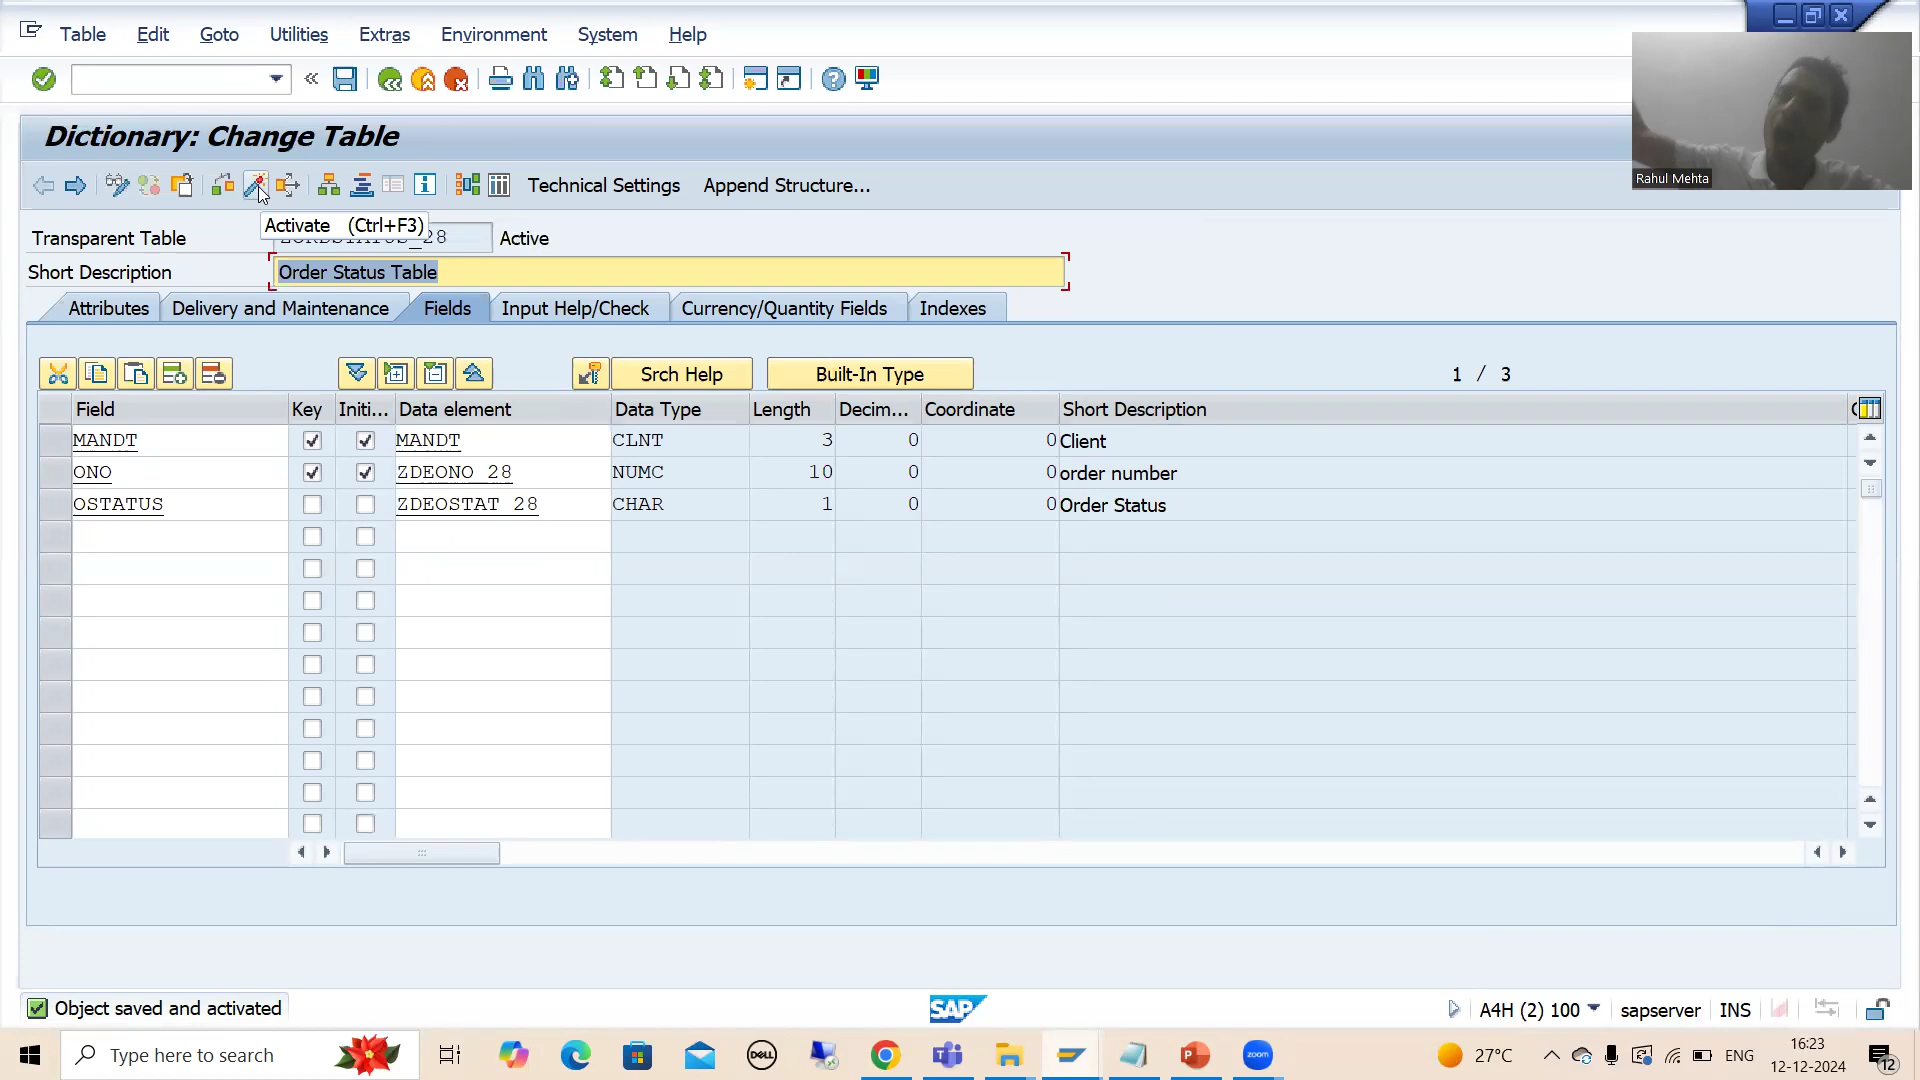 Table Edit Goto Utilities Extras Environment System Help
Rahul Mehta
Dictionary: Change Table
Technical Settings Append Structure...
Activate (Ctrl+F3)
Transparent Table _28 Active
Short Description Order Status Table
Attributes Delivery and Maintenance Fields Input Help/Check Currency/Quantity Fields Indexes
Srch Help Built-In Type 1 / 3
Field Key Initi... Data element Data Type Length Decim... Coordinate Short Description
MANDT MANDT CLNT 3 0 0 Client
ONO ZDEONO_28 NUMC 10 0 0 order number
OSTATUS ZDEOSTAT_28 CHAR 1 0 0 Order Status
Object saved and activated SAP A4H (2) 100 sapserver INS
Type here to search DELL zoom 27°C ENG 16:23
12-12-2024 12